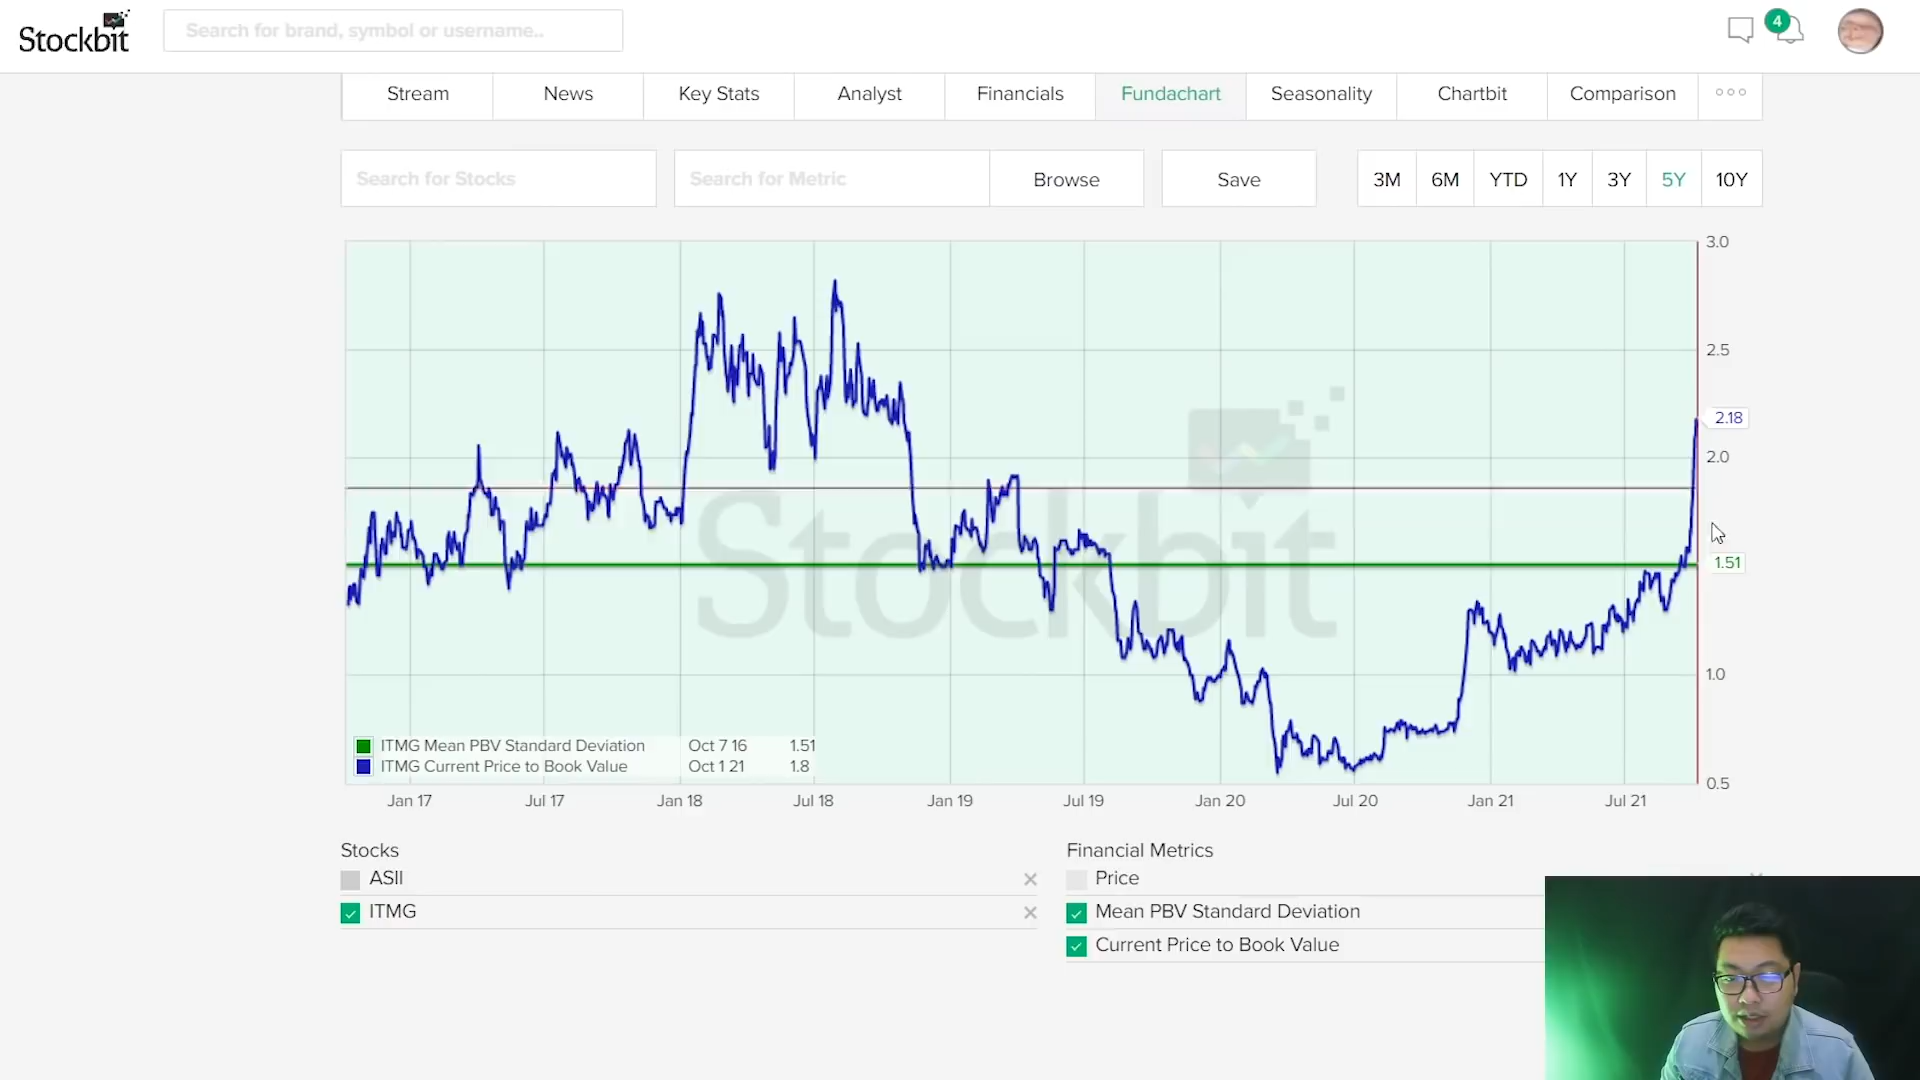 Stockbit
Search for brand, symbol or username..
4
Stream
News
Key Stats
Analyst
Financials
Fundachart
Seasonality
Chartbit
Comparison
Search for Stocks
Search for Metric
Browse
Save
3M
6M
YTD
1Y
3Y
5Y
10Y
3.0
2.5
2.18
2.0
1.51
1.0
0.5
Stockbit
ITMG Mean PBV Standard Deviation Oct 7 16 1.51
ITMG Current Price to Book Value Oct 1 21 1.8
Jan 17
Jul 17
Jan 18
Jul 18
Jan 19
Jul 19
Jan 20
Jul 20
Jan 21
Jul 21
Stocks
ASII
ITMG
Financial Metrics
Price
Mean PBV Standard Deviation
Current Price to Book Value